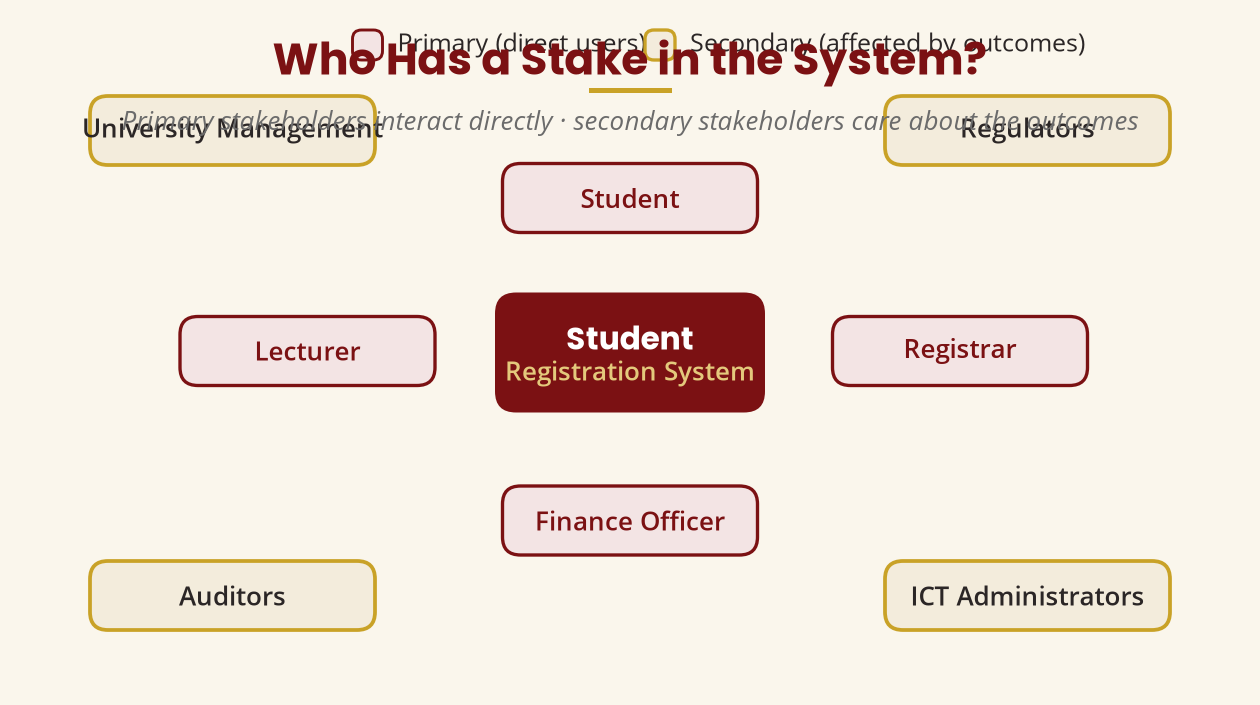 Primary (direct users)
Secondary (affected by outcomes)
Who Has a Stake in the System?
Primary stakeholders interact directly · secondary stakeholders care about the outcomes
University Management
Regulators
Student
Lecturer
Student
Registration System
Registrar
Finance Officer
Auditors
ICT Administrators